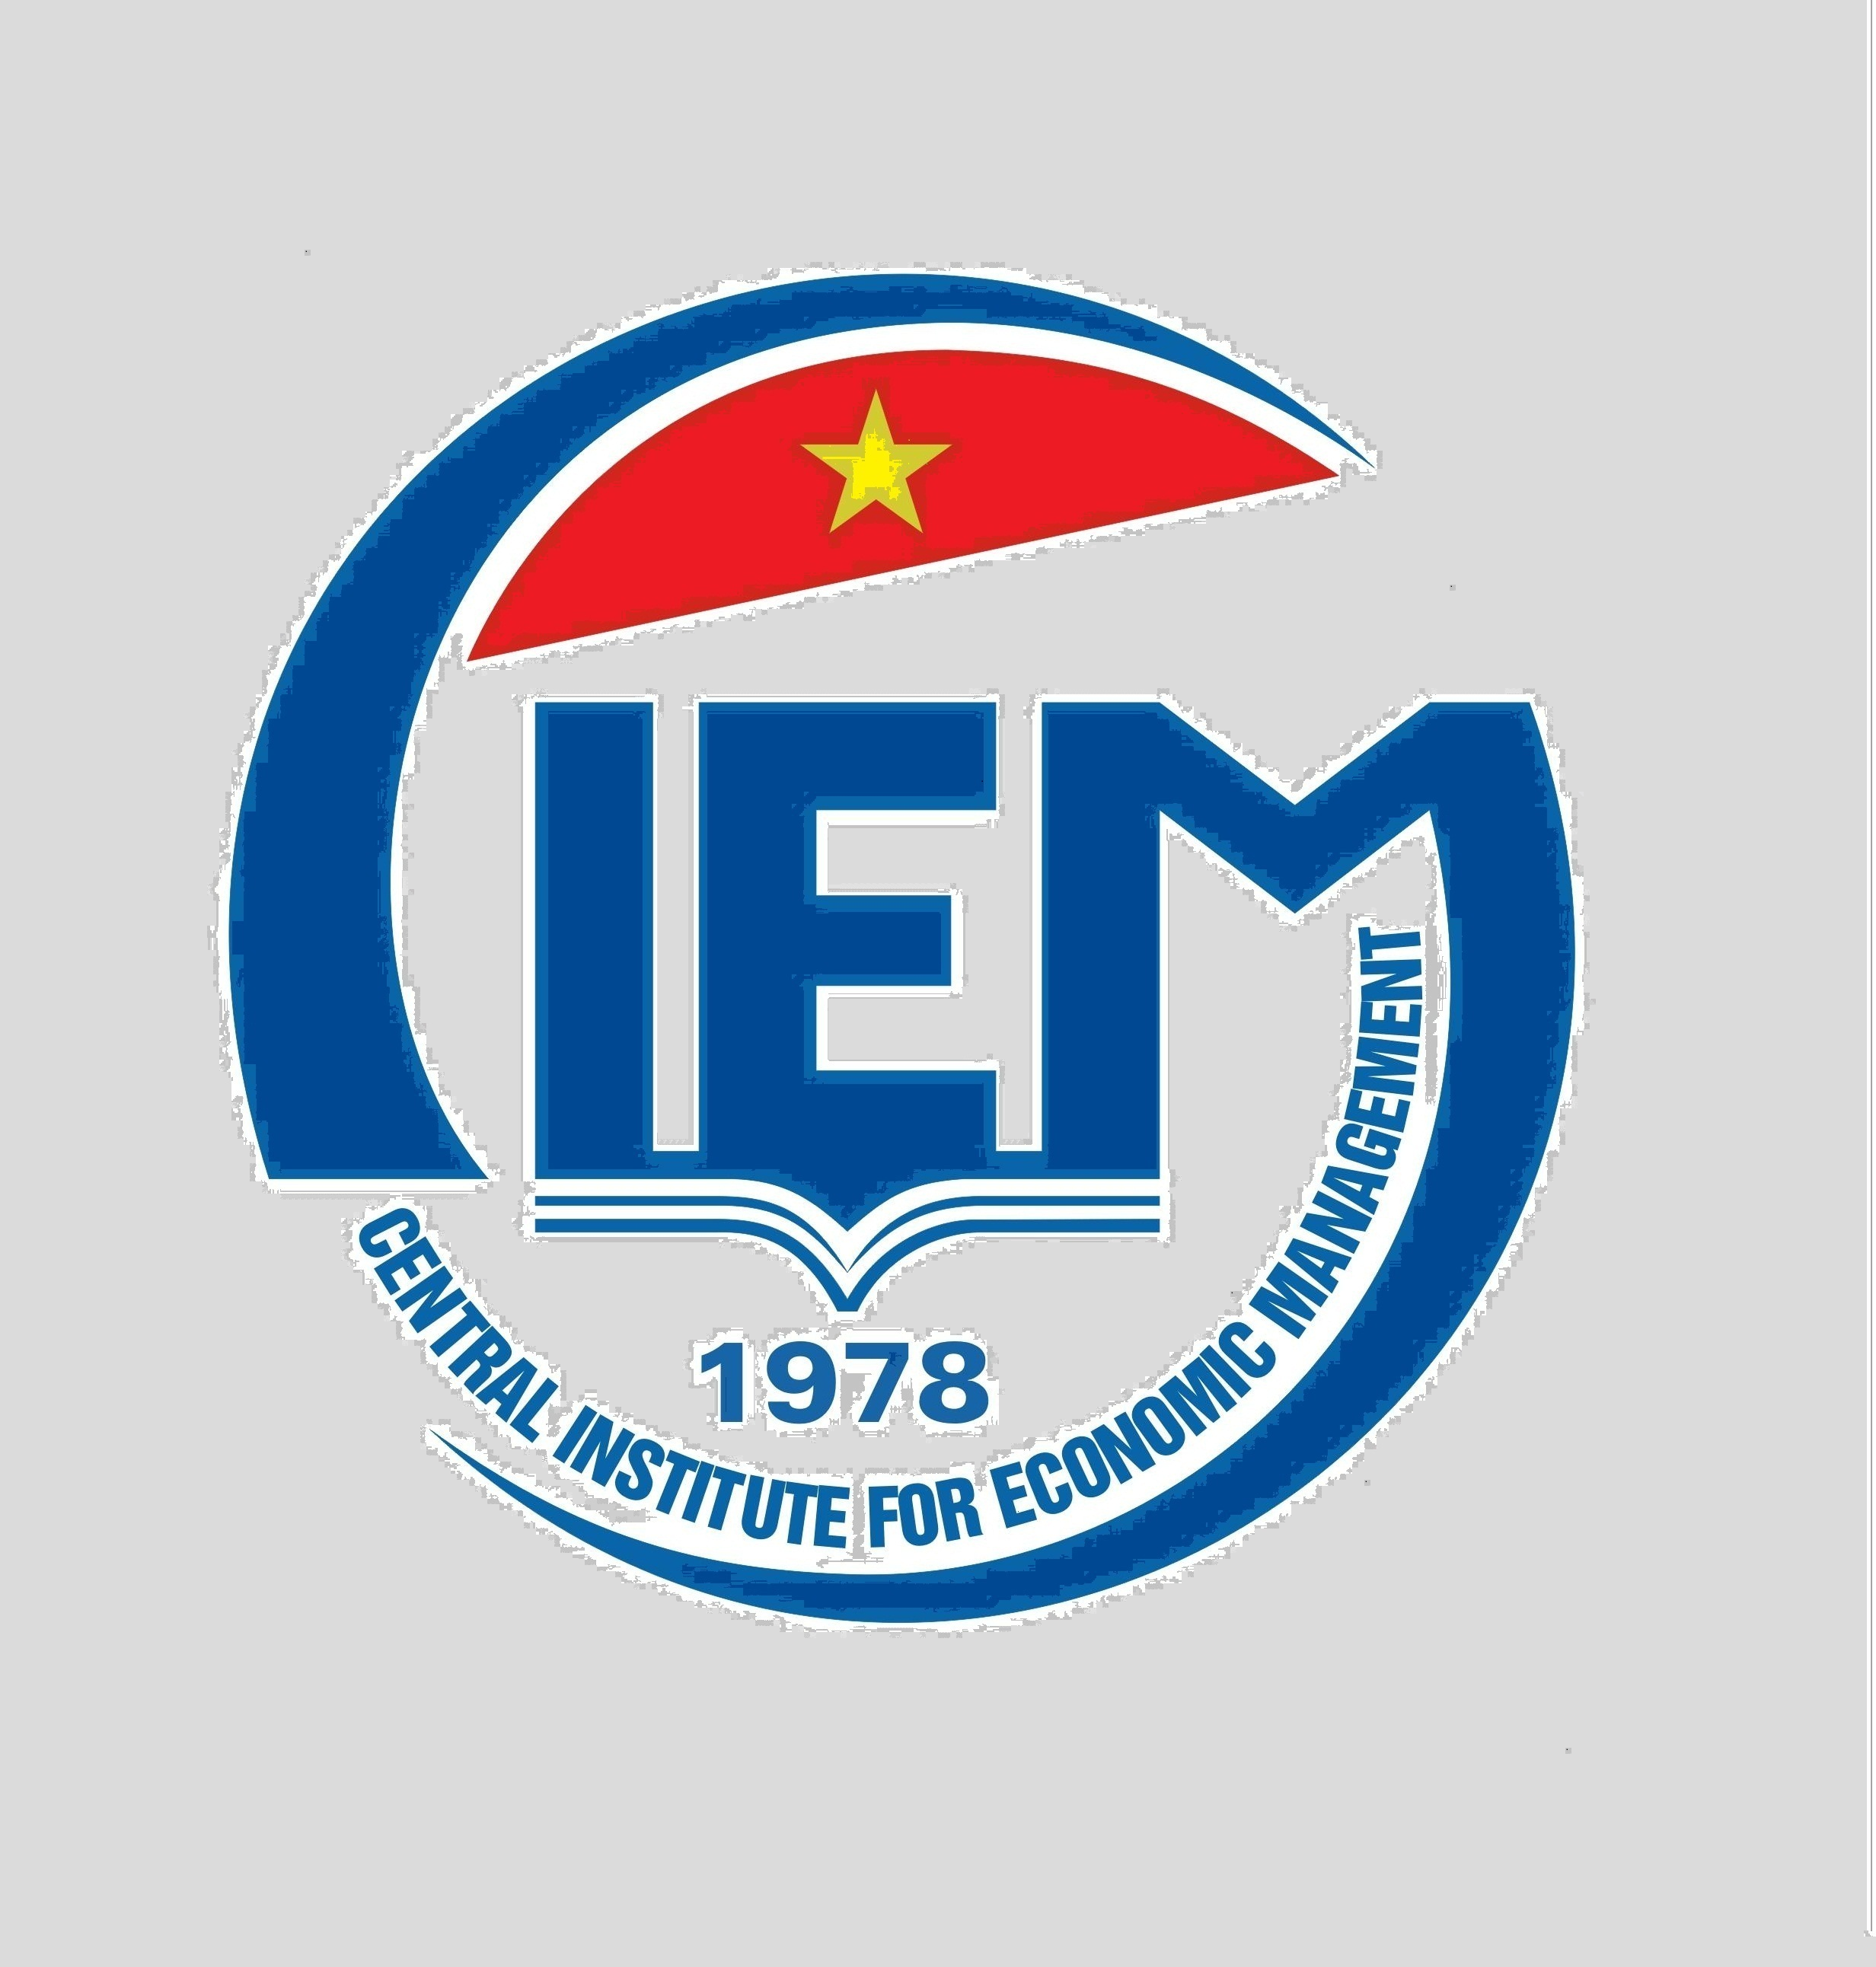 CIEM
1978
CENTRAL INSTITUTE FOR ECONOMIC MANAGEMENT